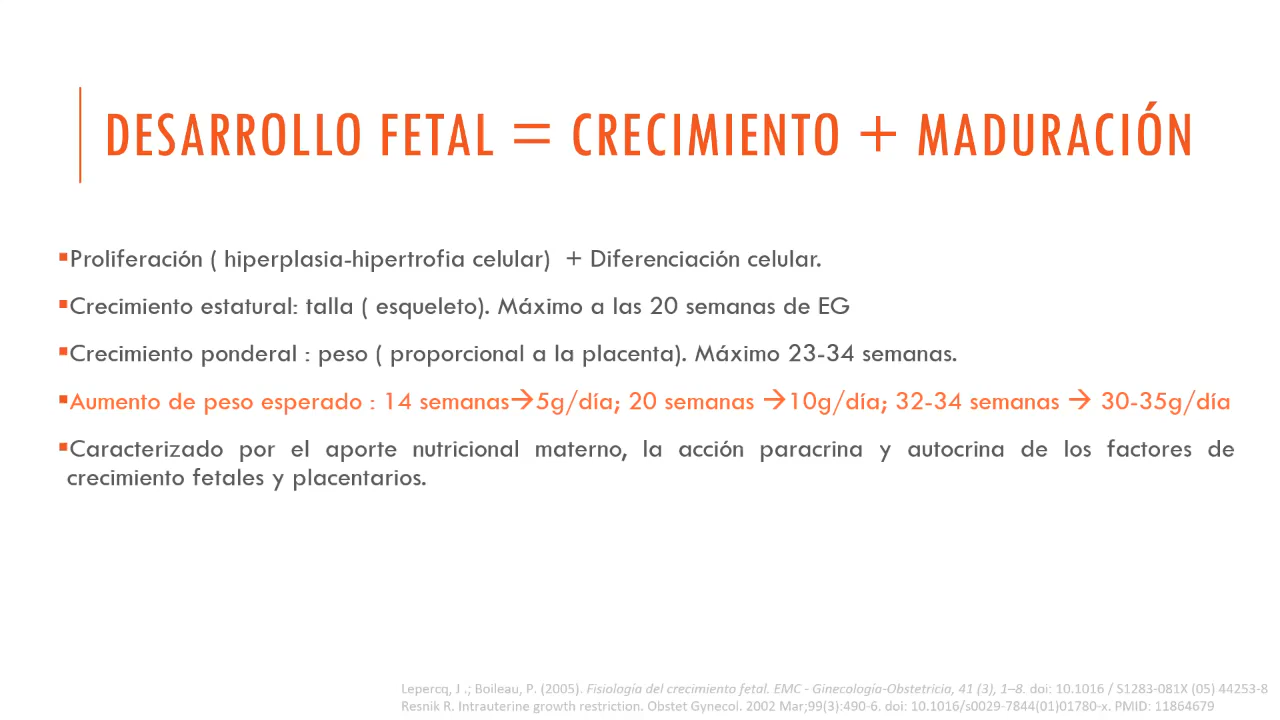 DESARROLLO FETAL = CRECIMIENTO + MADURACIÓN
▪Proliferación ( hiperplasia-hipertrofia celular)  + Diferenciación celular.
▪Crecimiento estatural: talla ( esqueleto). Máximo a las 20 semanas de EG
▪Crecimiento ponderal : peso ( proporcional a la placenta). Máximo 23-34 semanas.
▪Aumento de peso esperado : 14 semanas→5g/día; 20 semanas →10g/día; 32-34 semanas → 30-35g/día
▪Caracterizado por el aporte nutricional materno, la acción paracrina y autocrina de los factores de
crecimiento fetales y placentarios.
Lepercq, J .; Boileau, P. (2005). Fisiología del crecimiento fetal. EMC - Ginecología-Obstetricia, 41 (3), 1–8. doi: 10.1016 / S1283-081X (05) 44253-8
Resnik R. Intrauterine growth restriction. Obstet Gynecol. 2002 Mar;99(3):490-6. doi: 10.1016/s0029-7844(01)01780-x. PMID: 11864679